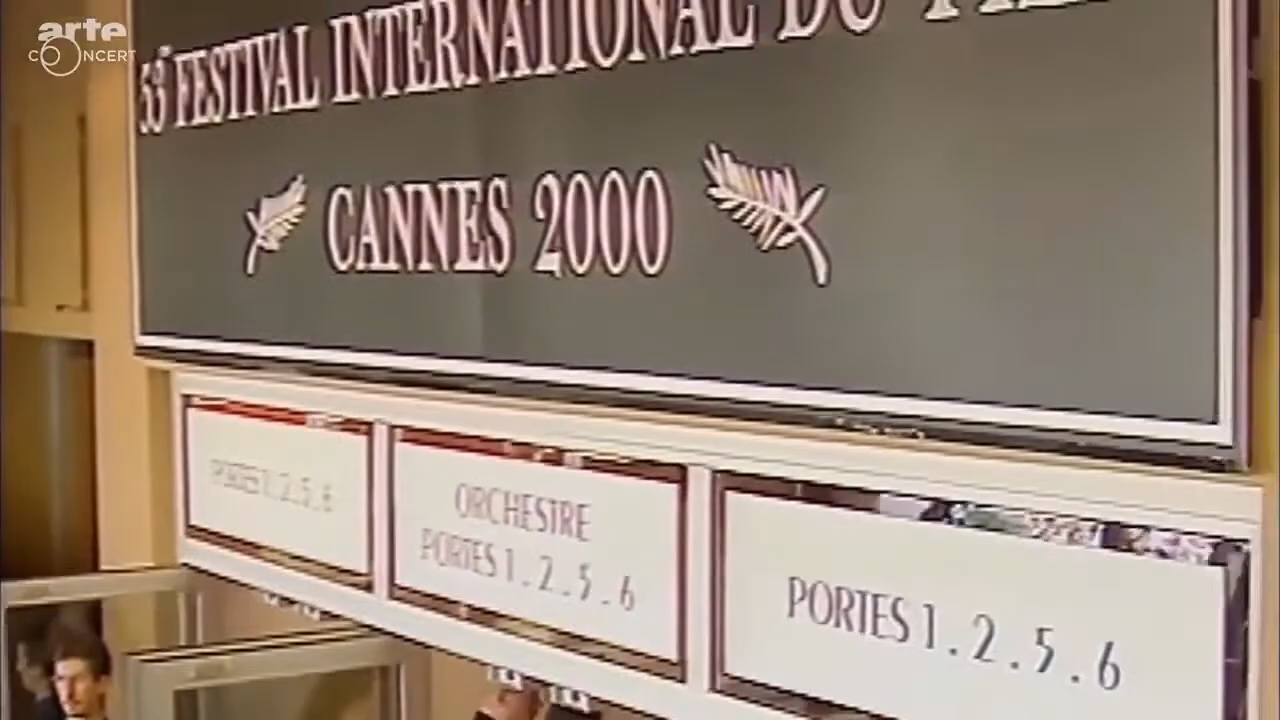 arte
CONCERT
53e FESTIVAL INTERNATIONAL DU
CANNES 2000
PORTES 1.2.5.6
ORCHESTRE
PORTES 1.2.5.6
PORTES 1.2.5.6